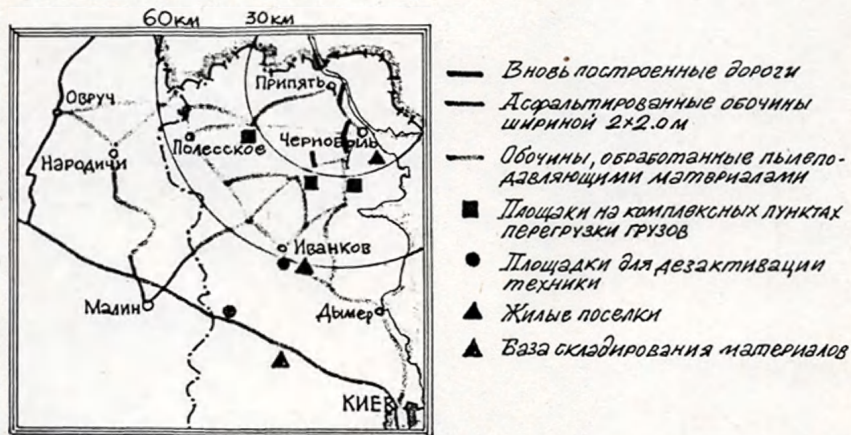 60км 30км
Припять
Овруч
Полесское
Чернобыль
Народичи
Иванков
Малин
Дымер
КИЕВ
Вновь построенные дороги
Асфальтированные обочины
шириной 2×2.0м
Обочины, обработанные пылепо-
давляющими материалами
Площаки на комплексных пунктах
перегрузки грузов
Площадки для дезактивации
техники
Жилые поселки
База складирования материалов